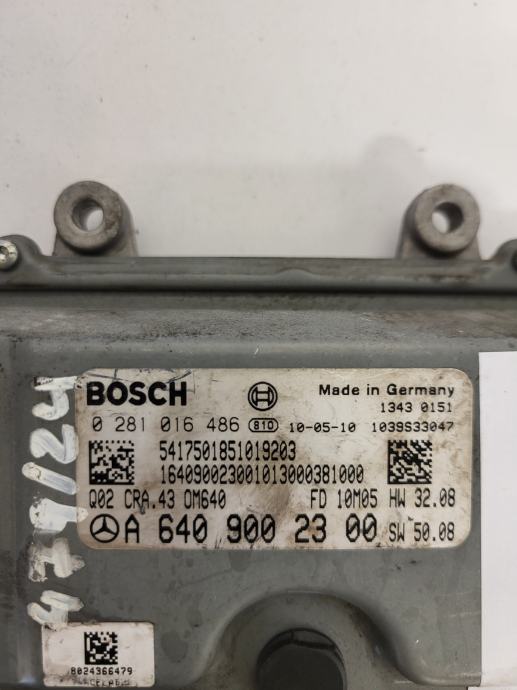 BOSCH
Made in Germany
1343 0151
0 281 016 486 810 10-05-10 1039S33047
5417501851019203
164090023001013000381000
Q02 CRA.43 OM640 FD 10M05 HW 32.08
A 640 900 23 00 SW 50.08
8024366479